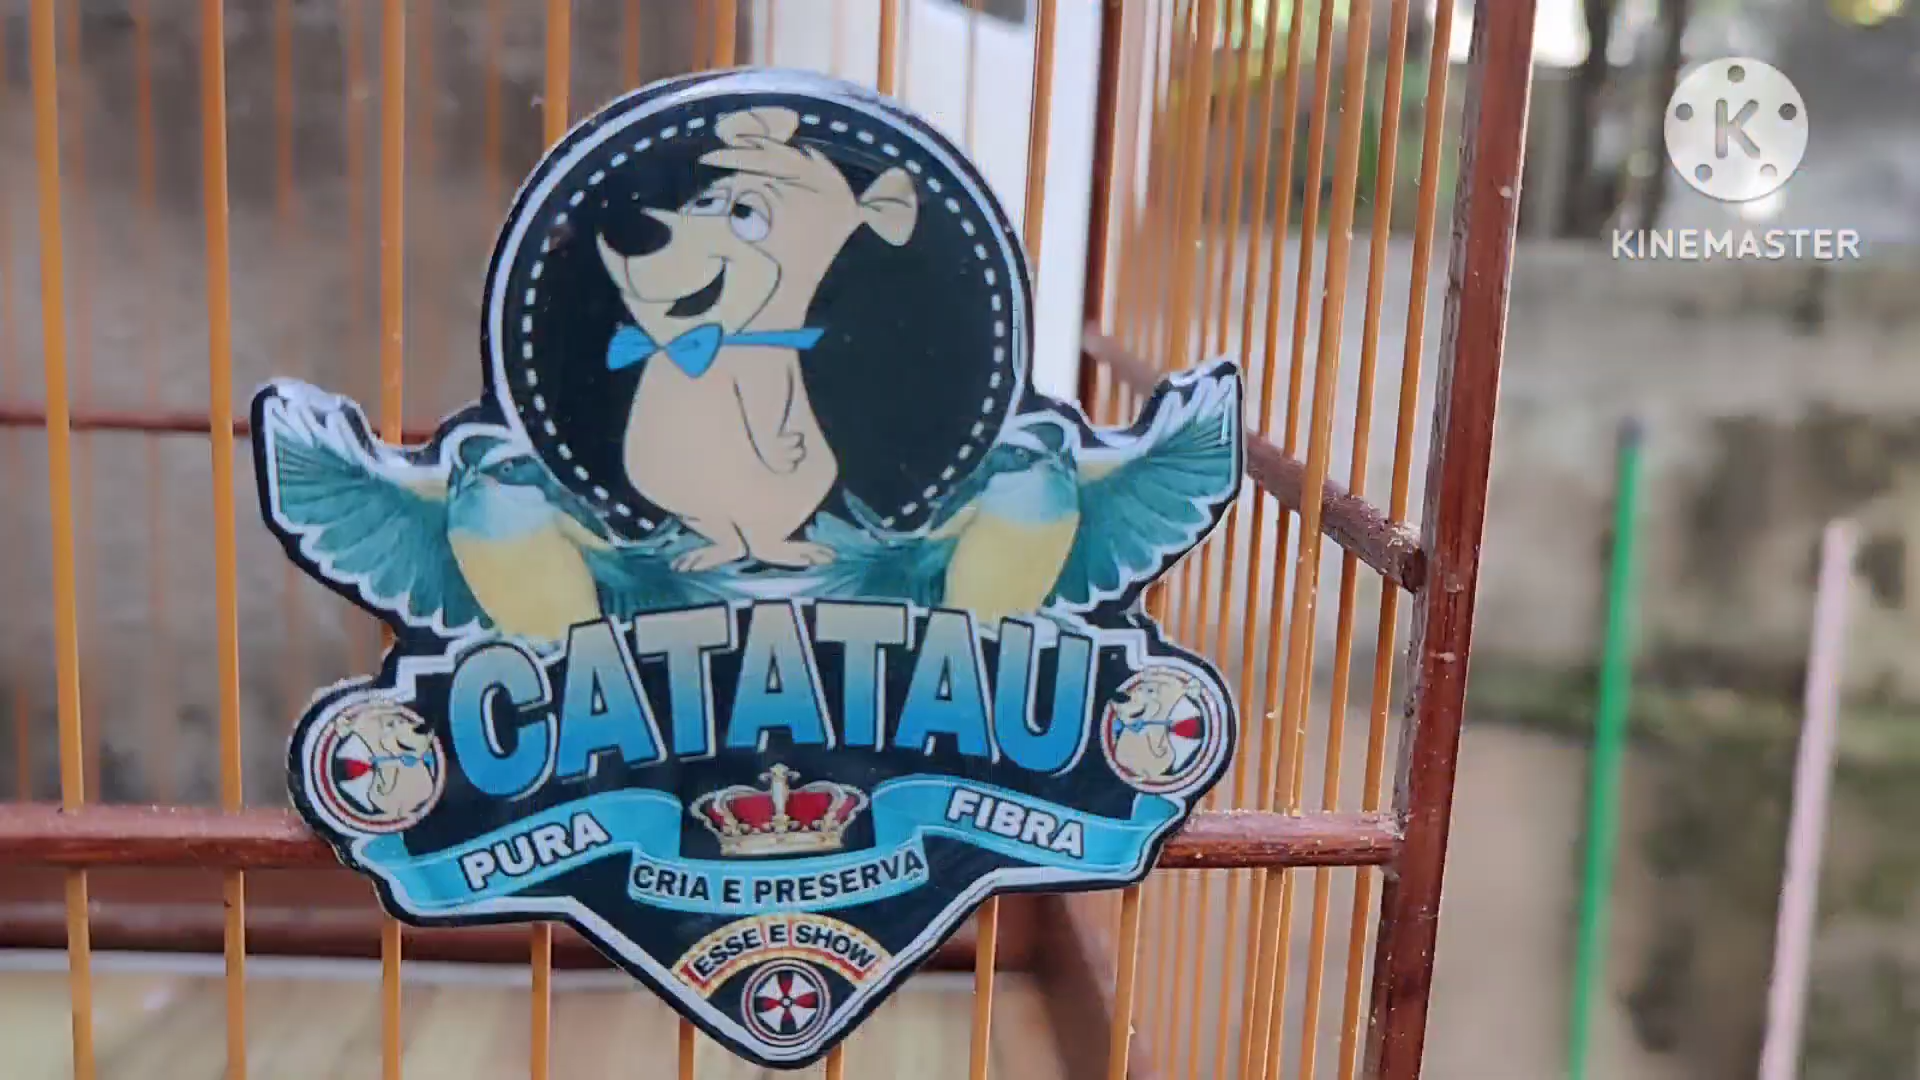 K
KINEMASTER
CATATAU
PURA
FIBRA
CRIA E PRESERVA
ESSE E SHOW